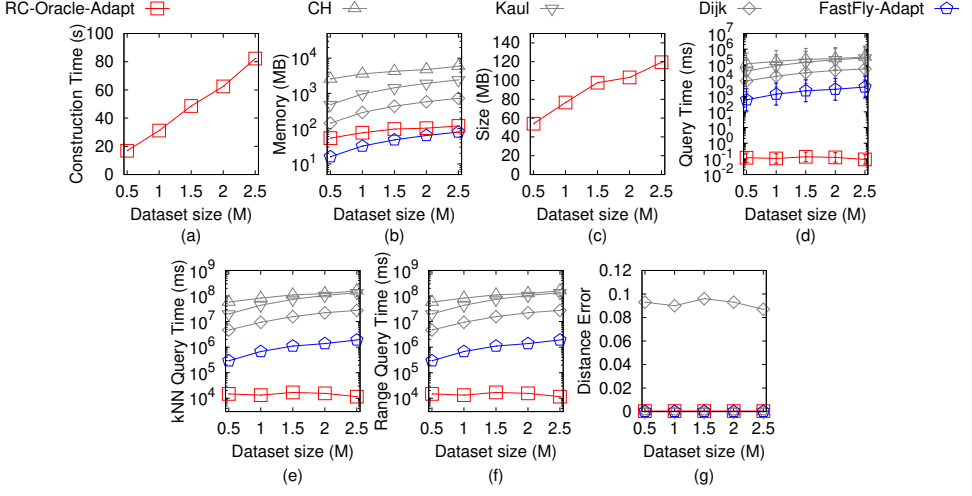 RC-Oracle-Adapt CH Kaul Dijk FastFly-Adapt
Construction Time (s)
100
80
60
40
20
0
0.5 1 1.5 2 2.5
Dataset size (M)
(a)
Memory (MB)
10^4
10^3
10^2
10^1
0.5 1 1.5 2 2.5
Dataset size (M)
(b)
Size (MB)
140
120
100
80
60
40
20
0
0.5 1 1.5 2 2.5
Dataset size (M)
(c)
Query Time (ms)
10^6
10^5
10^4
10^3
10^2
10^1
10^0
10^-1
10^-2
0.5 1 1.5 2 2.5
Dataset size (M)
(d)
kNN Query Time (ms)
10^9
10^8
10^7
10^6
10^5
10^4
0.5 1 1.5 2 2.5
Dataset size (M)
(e)
Range Query Time (ms)
10^9
10^8
10^7
10^6
10^5
10^4
0.5 1 1.5 2 2.5
Dataset size (M)
(f)
Distance Error
0.12
0.1
0.08
0.06
0.04
0.02
0
0.5 1 1.5 2 2.5
Dataset size (M)
(g)